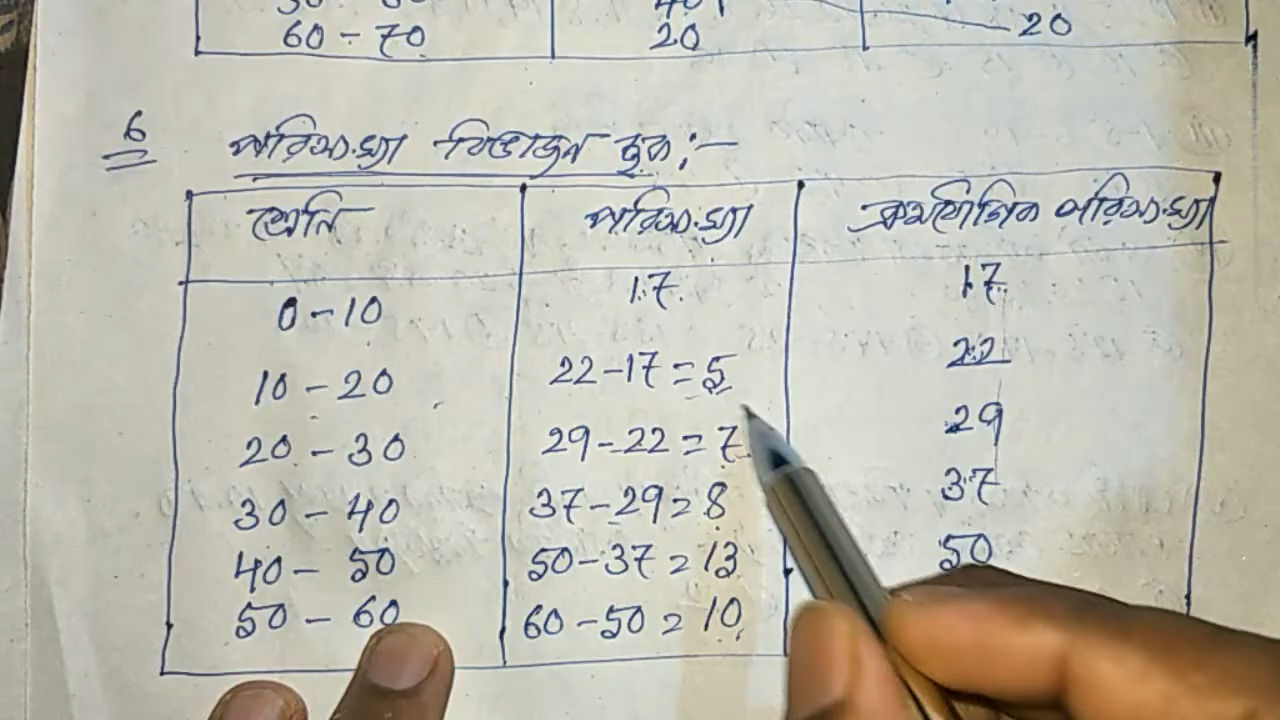 60 - 70 20 20
6 পরিসংখ্যা বিভাজন ছক :-
শ্রেনি পরিসংখ্যা ক্রমযৌগিক পরিসংখ্যা
0 - 10 17 17
10 - 20 22 - 17 = 5 22
20 - 30 29 - 22 = 7 29
30 - 40 37 - 29 = 8 37
40 - 50 50 - 37 = 13 50
50 - 60 60 - 50 = 10